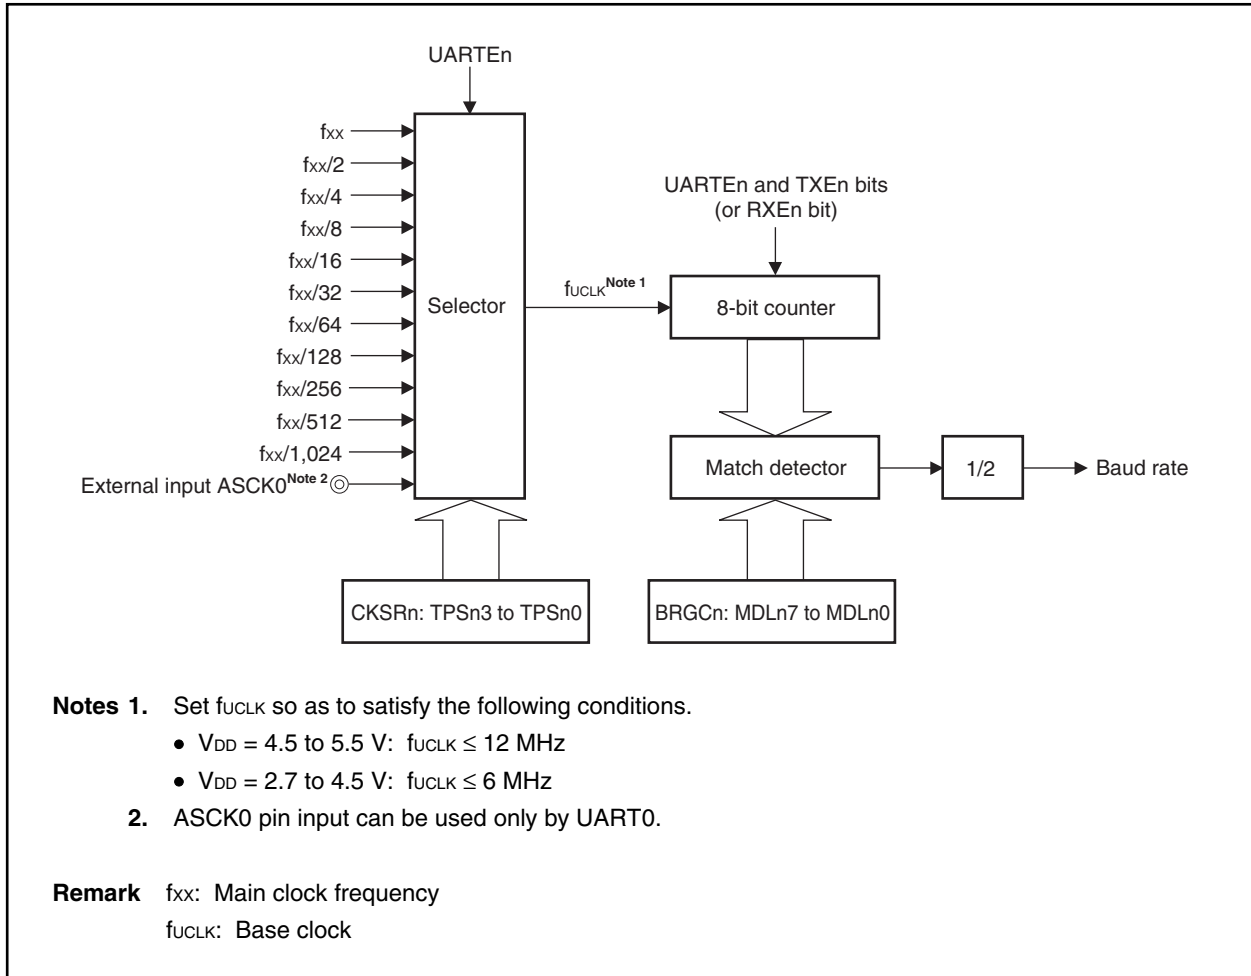 UARTEn
fxx
fxx/2
fxx/4
fxx/8
fxx/16
fxx/32
fxx/64
fxx/128
fxx/256
fxx/512
fxx/1,024
External input ASCK0Note 2
Selector
fUCLKNote 1
UARTEn and TXEn bits
(or RXEn bit)
8-bit counter
Match detector
1/2
Baud rate
CKSRn: TPSn3 to TPSn0
BRGCn: MDLn7 to MDLn0
Notes 1. Set fUCLK so as to satisfy the following conditions.
• VDD = 4.5 to 5.5 V: fUCLK ≤ 12 MHz
• VDD = 2.7 to 4.5 V: fUCLK ≤ 6 MHz
2. ASCK0 pin input can be used only by UART0.
Remark fxx: Main clock frequency
fUCLK: Base clock